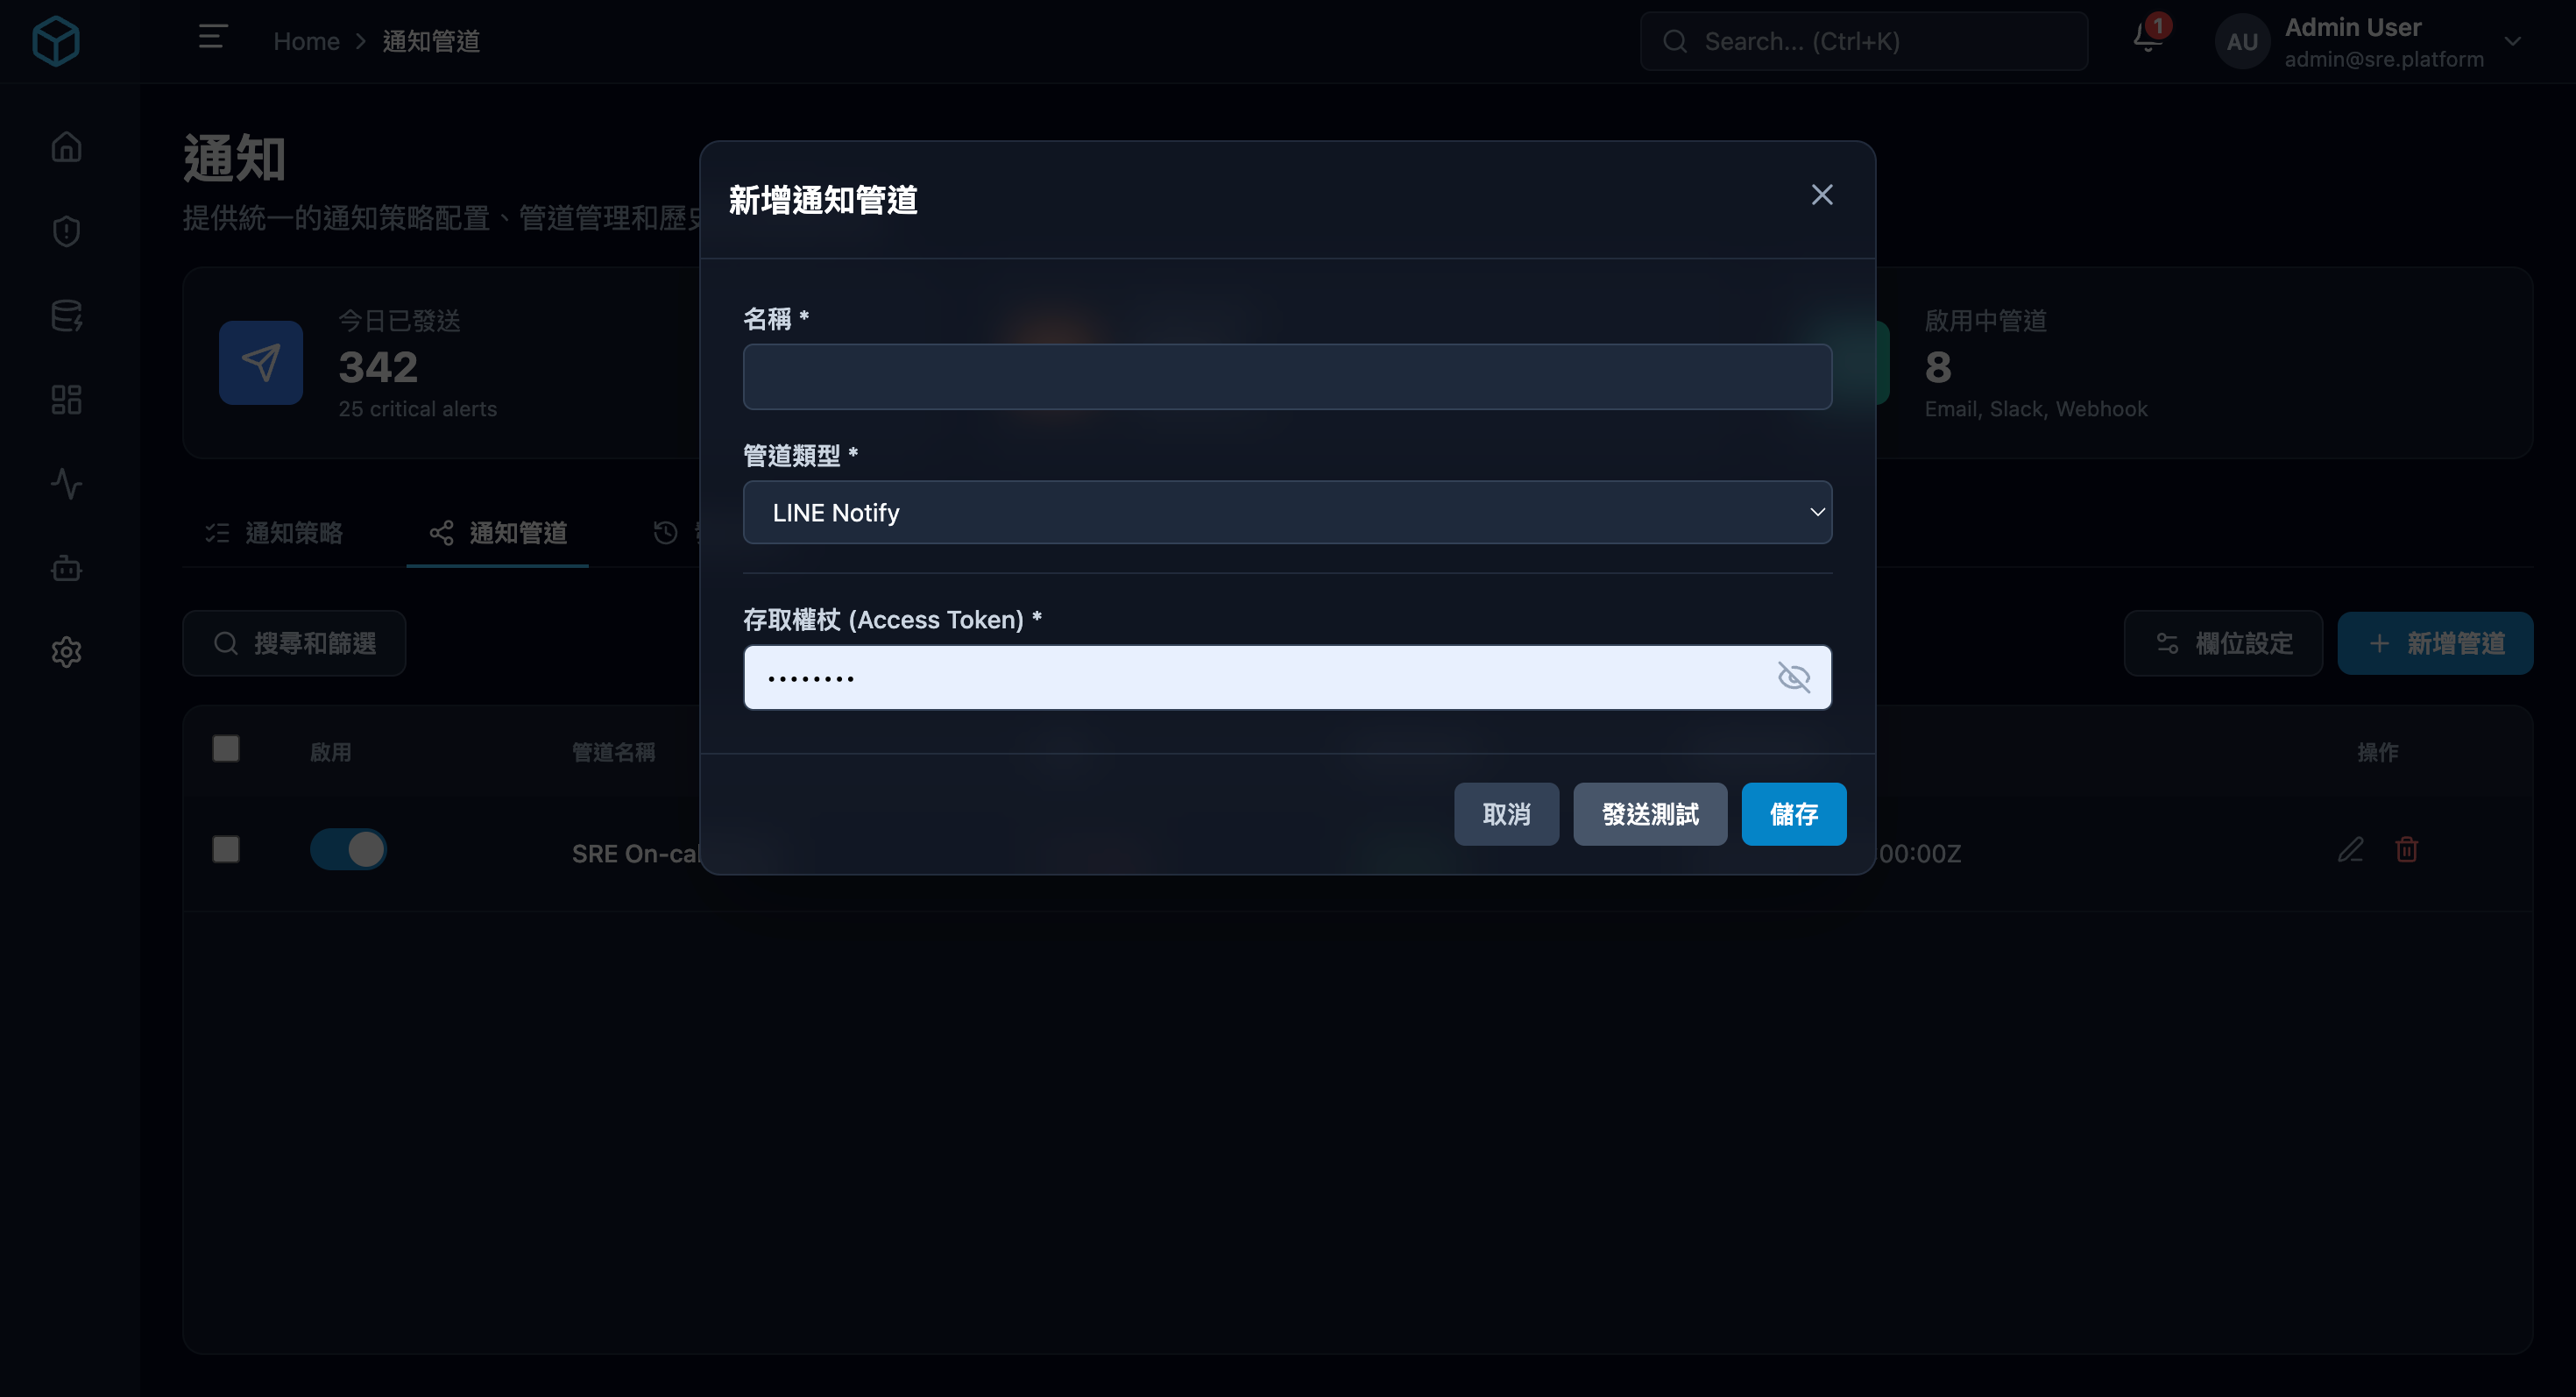 Home > 通知管道
Search... (Ctrl+K)
1
AU
Admin User
admin@sre.platform
通知
提供統一的通知策略配置、管道管理和歷史
今日已發送
342
25 critical alerts
啟用中管道
8
Email, Slack, Webhook
通知策略
通知管道
搜尋和篩選
欄位設定
新增管道
啟用
管道名稱
操作
SRE On-cal
00:00Z
新增通知管道
名稱 *
管道類型 *
LINE Notify
存取權杖 (Access Token) *
••••••••
取消
發送測試
儲存